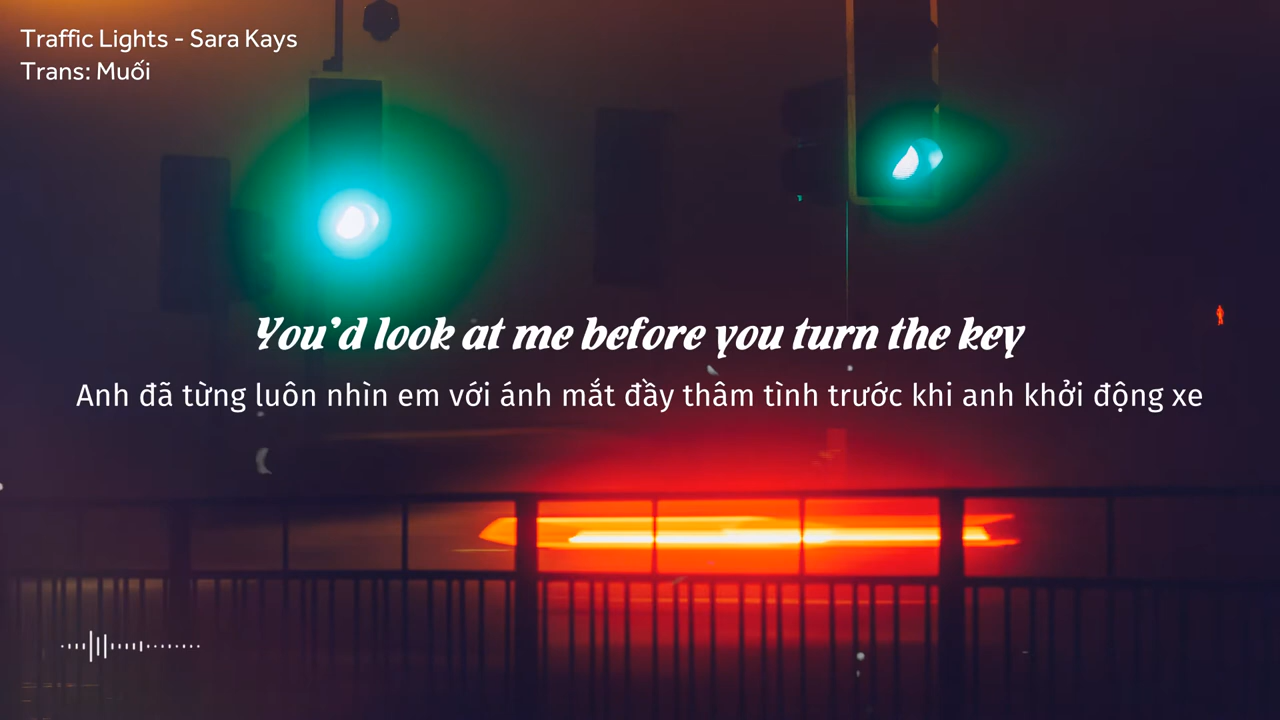 Traffic Lights - Sara Kays
Trans: Muối
You'd look at me before you turn the key
Anh đã từng luôn nhìn em với ánh mắt đầy thâm tình trước khi anh khởi động xe